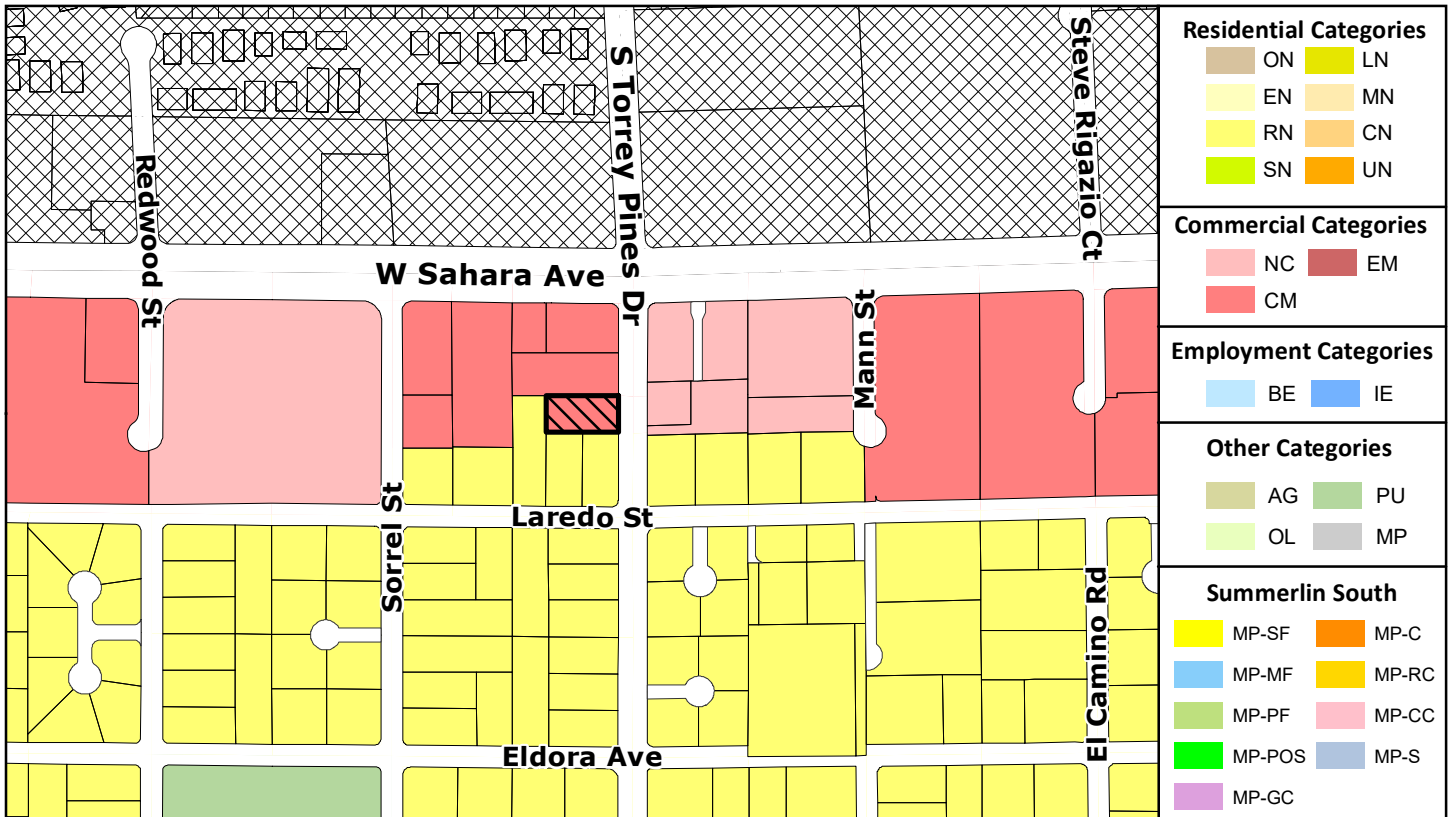 Redwood St
S Torrey Pines Dr
Steve Rigazio Ct
W Sahara Ave
Mann St
Sorrel St
Laredo St
El Camino Rd
Eldora Ave
Residential Categories
ON LN
EN MN
RN CN
SN UN
Commercial Categories
NC EM
CM
Employment Categories
BE IE
Other Categories
AG PU
OL MP
Summerlin South
MP-SF MP-C
MP-MF MP-RC
MP-PF MP-CC
MP-POS MP-S
MP-GC